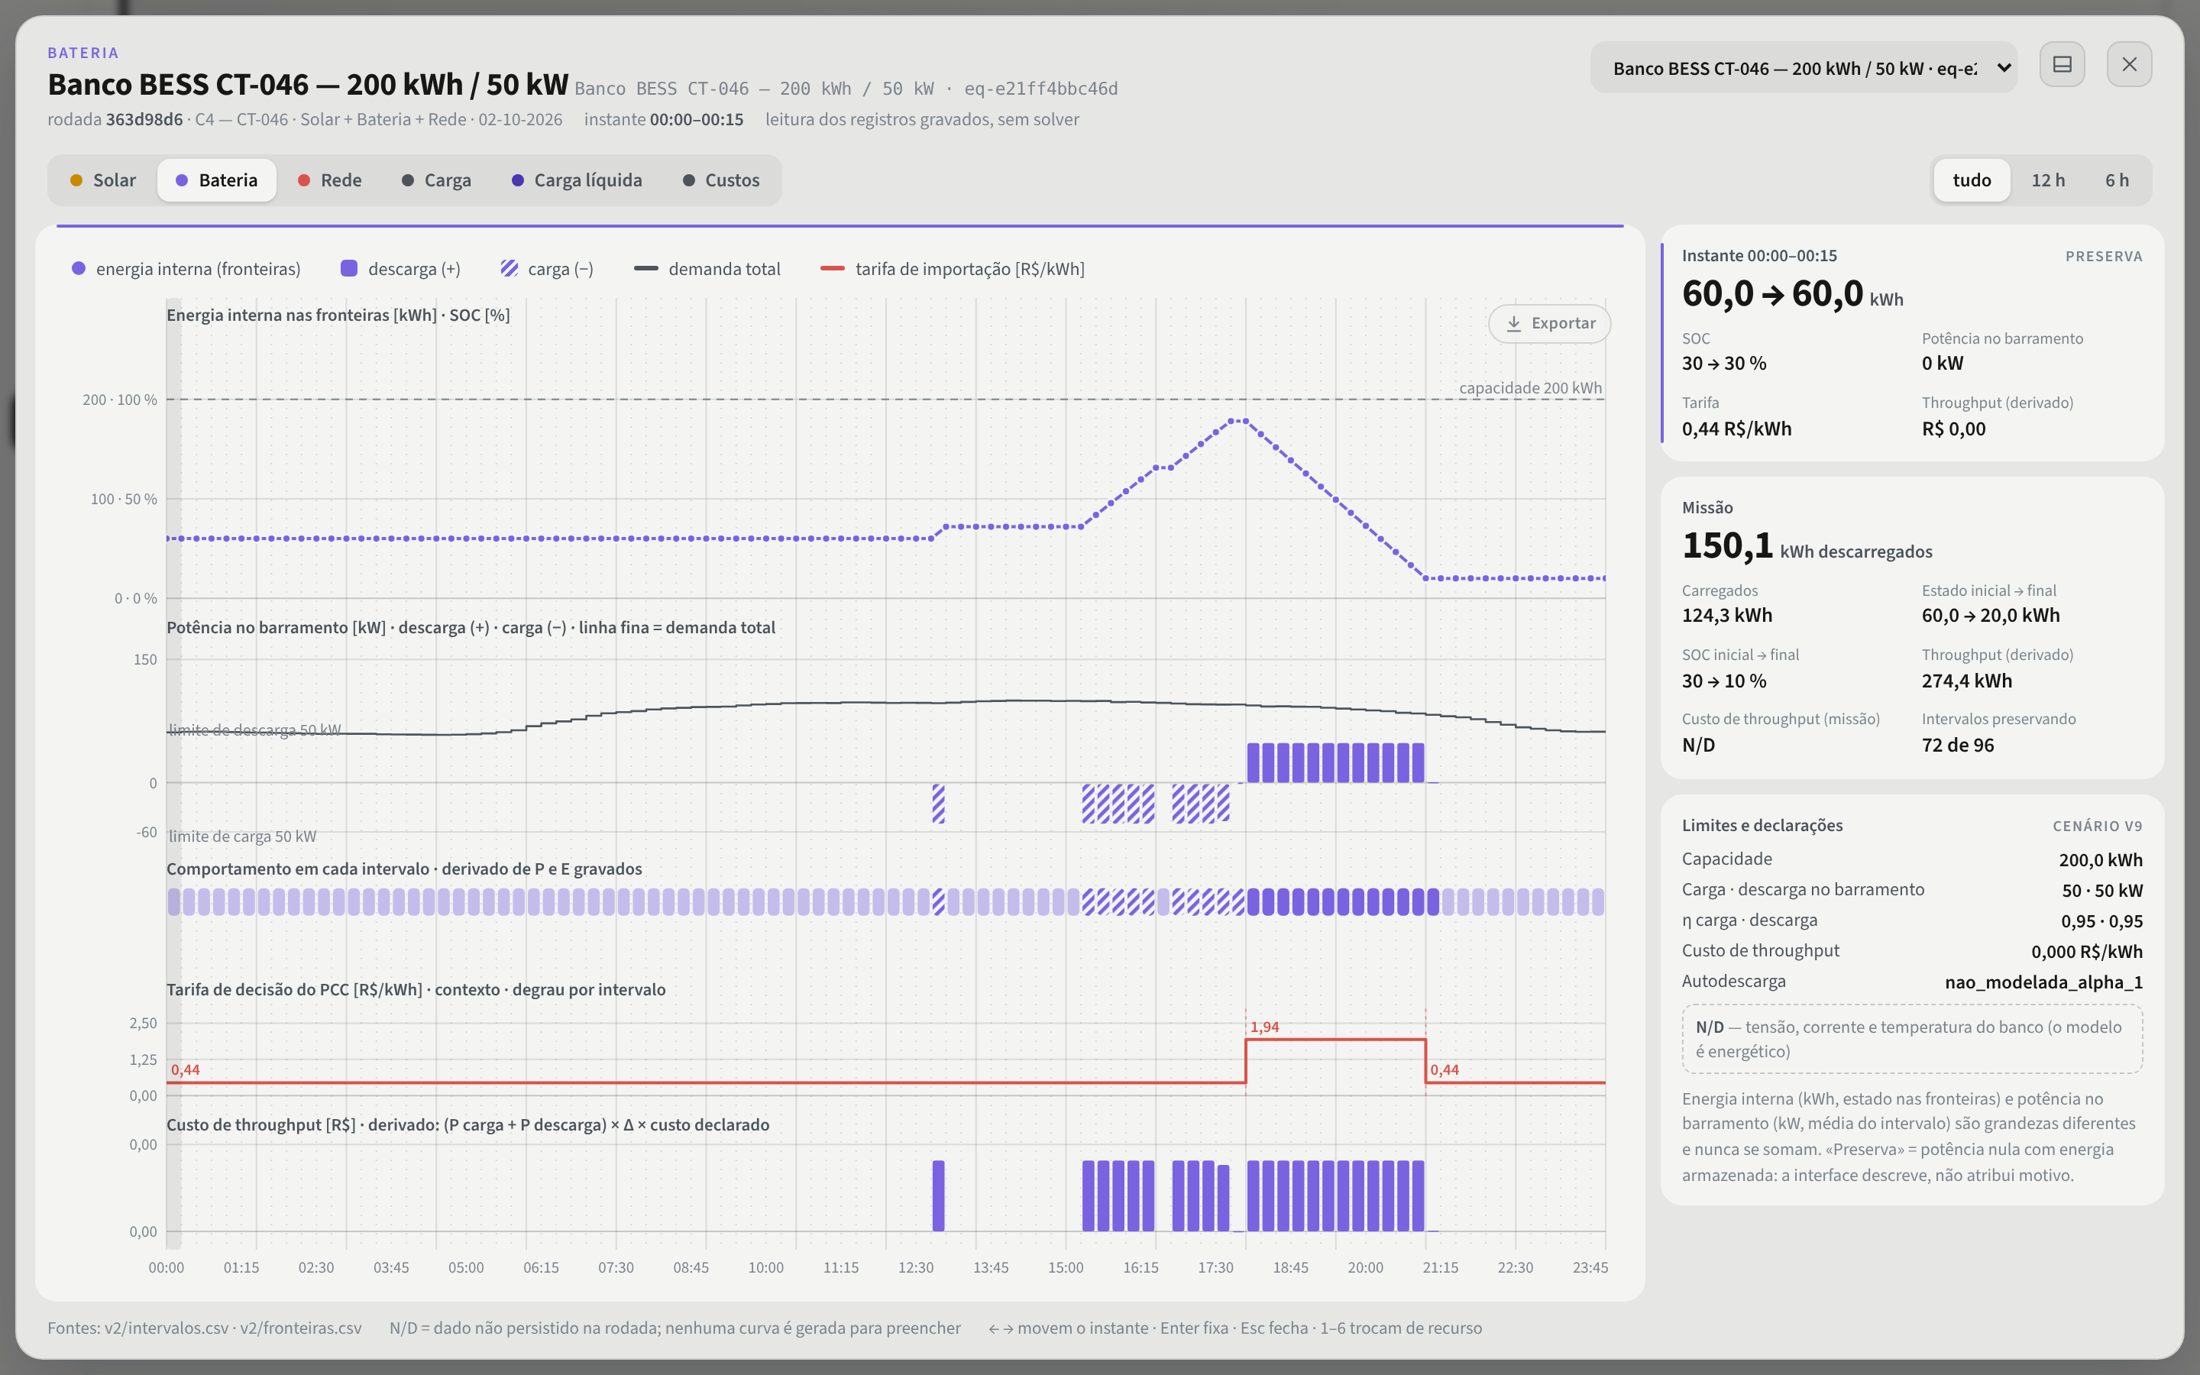 BATERIA
Banco BESS CT-046 — 200 kWh / 50 kW Banco BESS CT-046 — 200 kWh / 50 kW · eq-e21ff4bbc46d
rodada 363d98d6 · C4 — CT-046 · Solar + Bateria + Rede · 02-10-2026 instante 00:00–00:15 leitura dos registros gravados, sem solver
Banco BESS CT-046 — 200 kWh / 50 kW · eq-e2
Solar Bateria Rede Carga Carga líquida Custos
tudo 12 h 6 h
energia interna (fronteiras) descarga (+) carga (−) demanda total tarifa de importação [R$/kWh]
Energia interna nas fronteiras [kWh] · SOC [%]
Exportar
capacidade 200 kWh
200 · 100 %
100 · 50 %
0 · 0 %
Potência no barramento [kW] · descarga (+) · carga (−) · linha fina = demanda total
150
limite de descarga 50 kW
0
-60
limite de carga 50 kW
Comportamento em cada intervalo · derivado de P e E gravados
Tarifa de decisão do PCC [R$/kWh] · contexto · degrau por intervalo
2,50
1,25
0,00
0,44
1,94
0,44
Custo de throughput [R$] · derivado: (P carga + P descarga) × Δ × custo declarado
0,00
0,00
00:00 01:15 02:30 03:45 05:00 06:15 07:30 08:45 10:00 11:15 12:30 13:45 15:00 16:15 17:30 18:45 20:00 21:15 22:30 23:45
Instante 00:00–00:15 PRESERVA
60,0 → 60,0 kWh
SOC Potência no barramento
30 → 30 % 0 kW
Tarifa Throughput (derivado)
0,44 R$/kWh R$ 0,00
Missão
150,1 kWh descarregados
Carregados Estado inicial → final
124,3 kWh 60,0 → 20,0 kWh
SOC inicial → final Throughput (derivado)
30 → 10 % 274,4 kWh
Custo de throughput (missão) Intervalos preservando
N/D 72 de 96
Limites e declarações CENÁRIO V9
Capacidade 200,0 kWh
Carga · descarga no barramento 50 · 50 kW
η carga · descarga 0,95 · 0,95
Custo de throughput 0,000 R$/kWh
Autodescarga nao_modelada_alpha_1
N/D — tensão, corrente e temperatura do banco (o modelo
é energético)
Energia interna (kWh, estado nas fronteiras) e potência no
barramento (kW, média do intervalo) são grandezas diferentes
e nunca se somam. «Preserva» = potência nula com energia
armazenada: a interface descreve, não atribui motivo.
Fontes: v2/intervalos.csv · v2/fronteiras.csv N/D = dado não persistido na rodada; nenhuma curva é gerada para preencher ← → movem o instante · Enter fixa · Esc fecha · 1–6 trocam de recurso